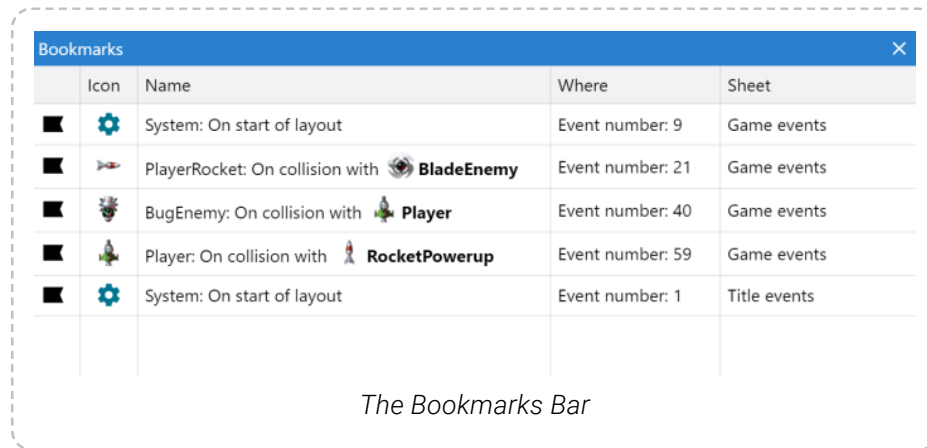 Bookmarks
Icon Name Where Sheet
System: On start of layout Event number: 9 Game events
PlayerRocket: On collision with BladeEnemy Event number: 21 Game events
BugEnemy: On collision with Player Event number: 40 Game events
Player: On collision with RocketPowerup Event number: 59 Game events
System: On start of layout Event number: 1 Title events
The Bookmarks Bar